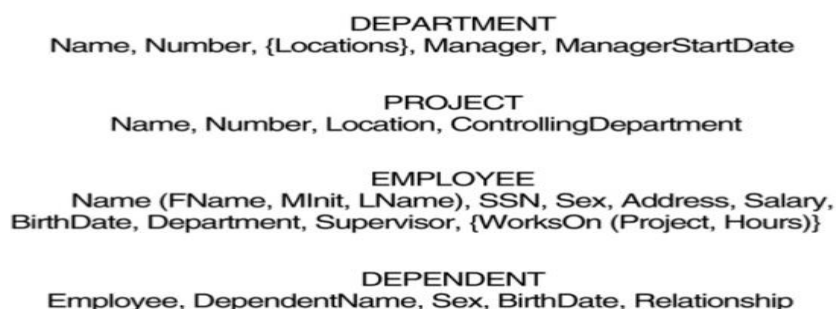 DEPARTMENT
Name, Number, {Locations}, Manager, ManagerStartDate
PROJECT
Name, Number, Location, ControllingDepartment
EMPLOYEE
Name (FName, MInit, LName), SSN, Sex, Address, Salary,
BirthDate, Department, Supervisor, {WorksOn (Project, Hours)}
DEPENDENT
Employee, DependentName, Sex, BirthDate, Relationship